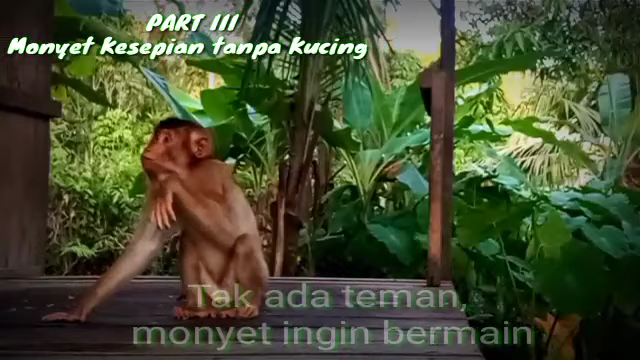 PART III
Monyet Kesepian tanpa Kucing
Tak ada teman,
monyet ingin bermain